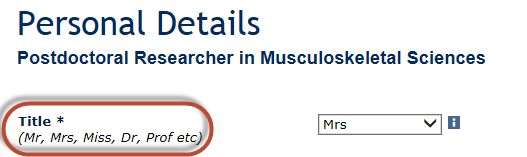 Personal Details
Postdoctoral Researcher in Musculoskeletal Sciences
Title *
(Mr, Mrs, Miss, Dr, Prof etc)
Mrs
i